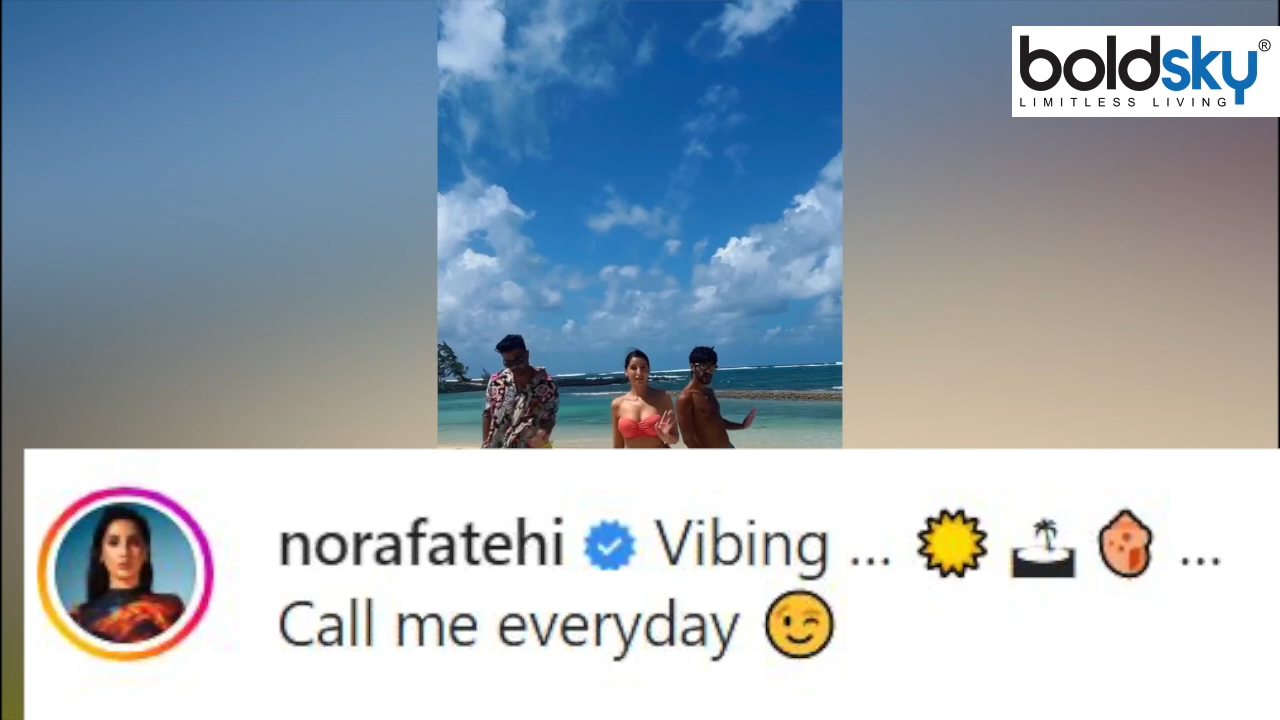 boldsky®
LIMITLESS LIVING
norafatehi Vibing ... ☀️ 🏝️ 🐚 ...
Call me everyday 😉